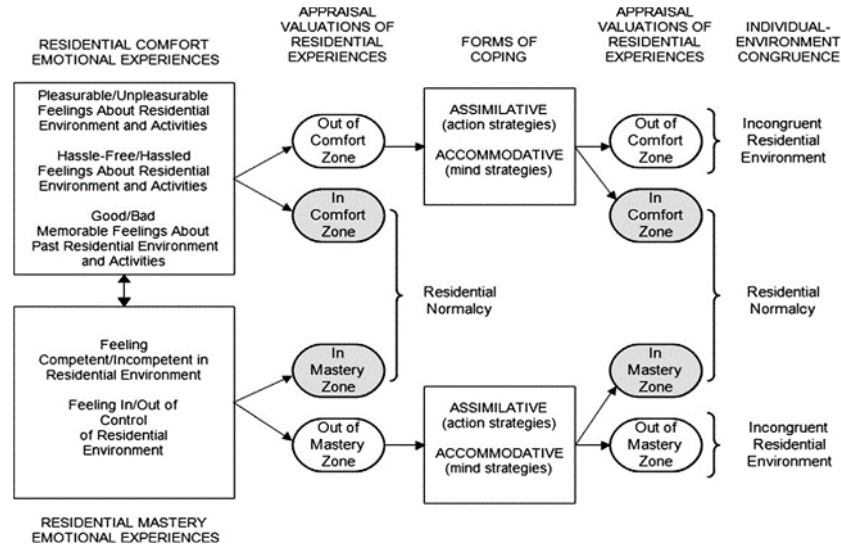 RESIDENTIAL COMFORT
EMOTIONAL EXPERIENCES
APPRAISAL
VALUATIONS OF
RESIDENTIAL
EXPERIENCES
FORMS OF
COPING
APPRAISAL
VALUATIONS OF
RESIDENTIAL
EXPERIENCES
INDIVIDUAL-
ENVIRONMENT
CONGRUENCE
Pleasurable/Unpleasurable
Feelings About Residential
Environment and Activities
Hassle-Free/Hassled
Feelings About Residential
Environment and Activities
Good/Bad
Memorable Feelings About
Past Residential Environment
and Activities
Out of
Comfort
Zone
In
Comfort
Zone
ASSIMILATIVE
(action strategies)
ACCOMMODATIVE
(mind strategies)
Out of
Comfort
Zone
In
Comfort
Zone
Incongruent
Residential
Environment
Residential
Normalcy
Residential
Normalcy
Feeling
Competent/Incompetent in
Residential Environment
Feeling In/Out of
Control
of Residential
Environment
In
Mastery
Zone
Out of
Mastery
Zone
ASSIMILATIVE
(action strategies)
ACCOMMODATIVE
(mind strategies)
In
Mastery
Zone
Out of
Mastery
Zone
Incongruent
Residential
Environment
RESIDENTIAL MASTERY
EMOTIONAL EXPERIENCES